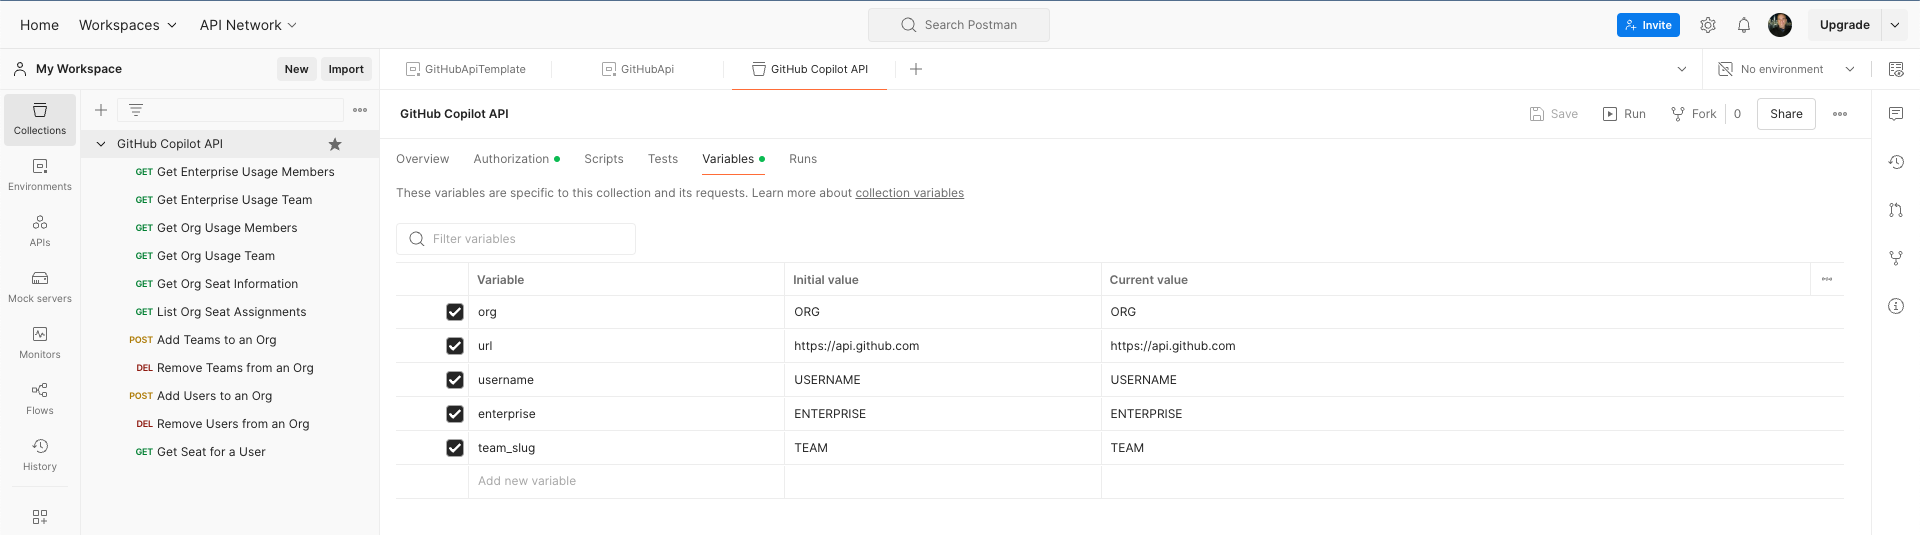 Home Workspaces API Network Search Postman Invite Upgrade
My Workspace New Import GitHubApiTemplate GitHubApi GitHub Copilot API No environment
Collections
Environments
APIs
Mock servers
Monitors
Flows
History
GitHub Copilot API
GET Get Enterprise Usage Members
GET Get Enterprise Usage Team
GET Get Org Usage Members
GET Get Org Usage Team
GET Get Org Seat Information
GET List Org Seat Assignments
POST Add Teams to an Org
DEL Remove Teams from an Org
POST Add Users to an Org
DEL Remove Users from an Org
GET Get Seat for a User
GitHub Copilot API Save Run Fork 0 Share
Overview Authorization Scripts Tests Variables Runs
These variables are specific to this collection and its requests. Learn more about collection variables
Filter variables
Variable Initial value Current value
org ORG ORG
url https://api.github.com https://api.github.com
username USERNAME USERNAME
enterprise ENTERPRISE ENTERPRISE
team_slug TEAM TEAM
Add new variable